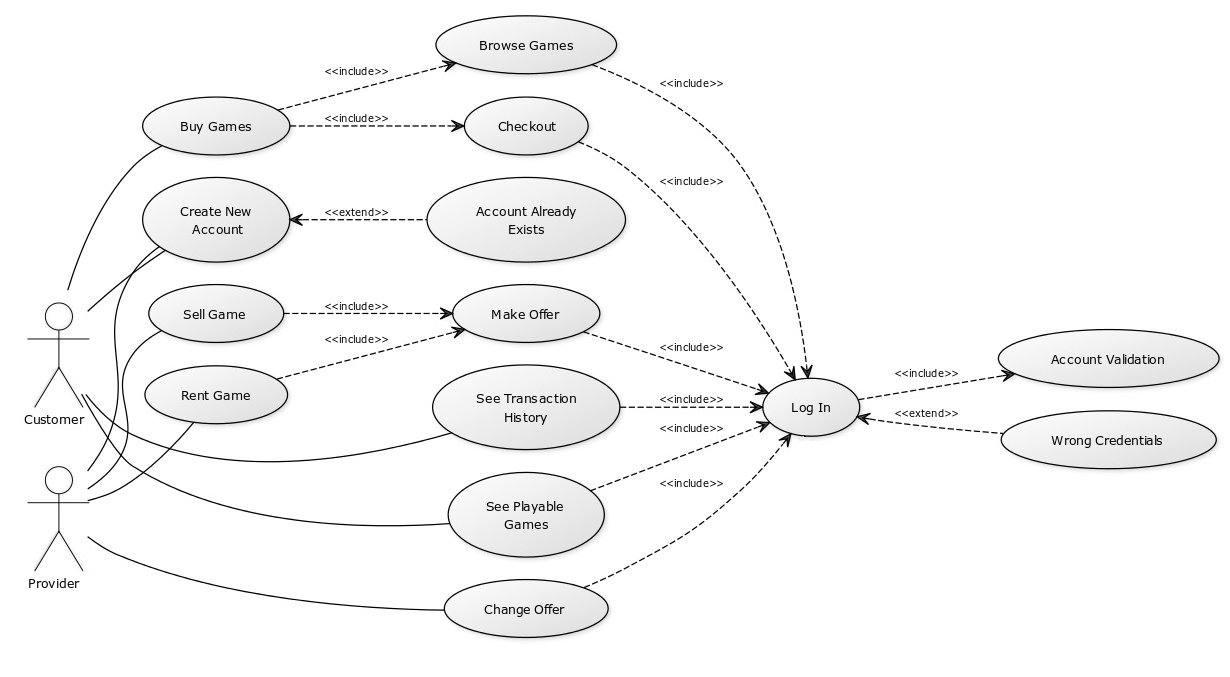 Browse Games
<<include>>
<<include>>
<<include>>
Buy Games
Checkout
<<include>>
Create New
Account
<<extend>>
Account Already
Exists
Sell Game
<<include>>
Make Offer
<<include>>
<<include>>
Account Validation
<<include>>
Rent Game
See Transaction
History
<<include>>
Log In
<<extend>>
Customer
<<include>>
Wrong Credentials
<<include>>
See Playable
Games
Provider
Change Offer